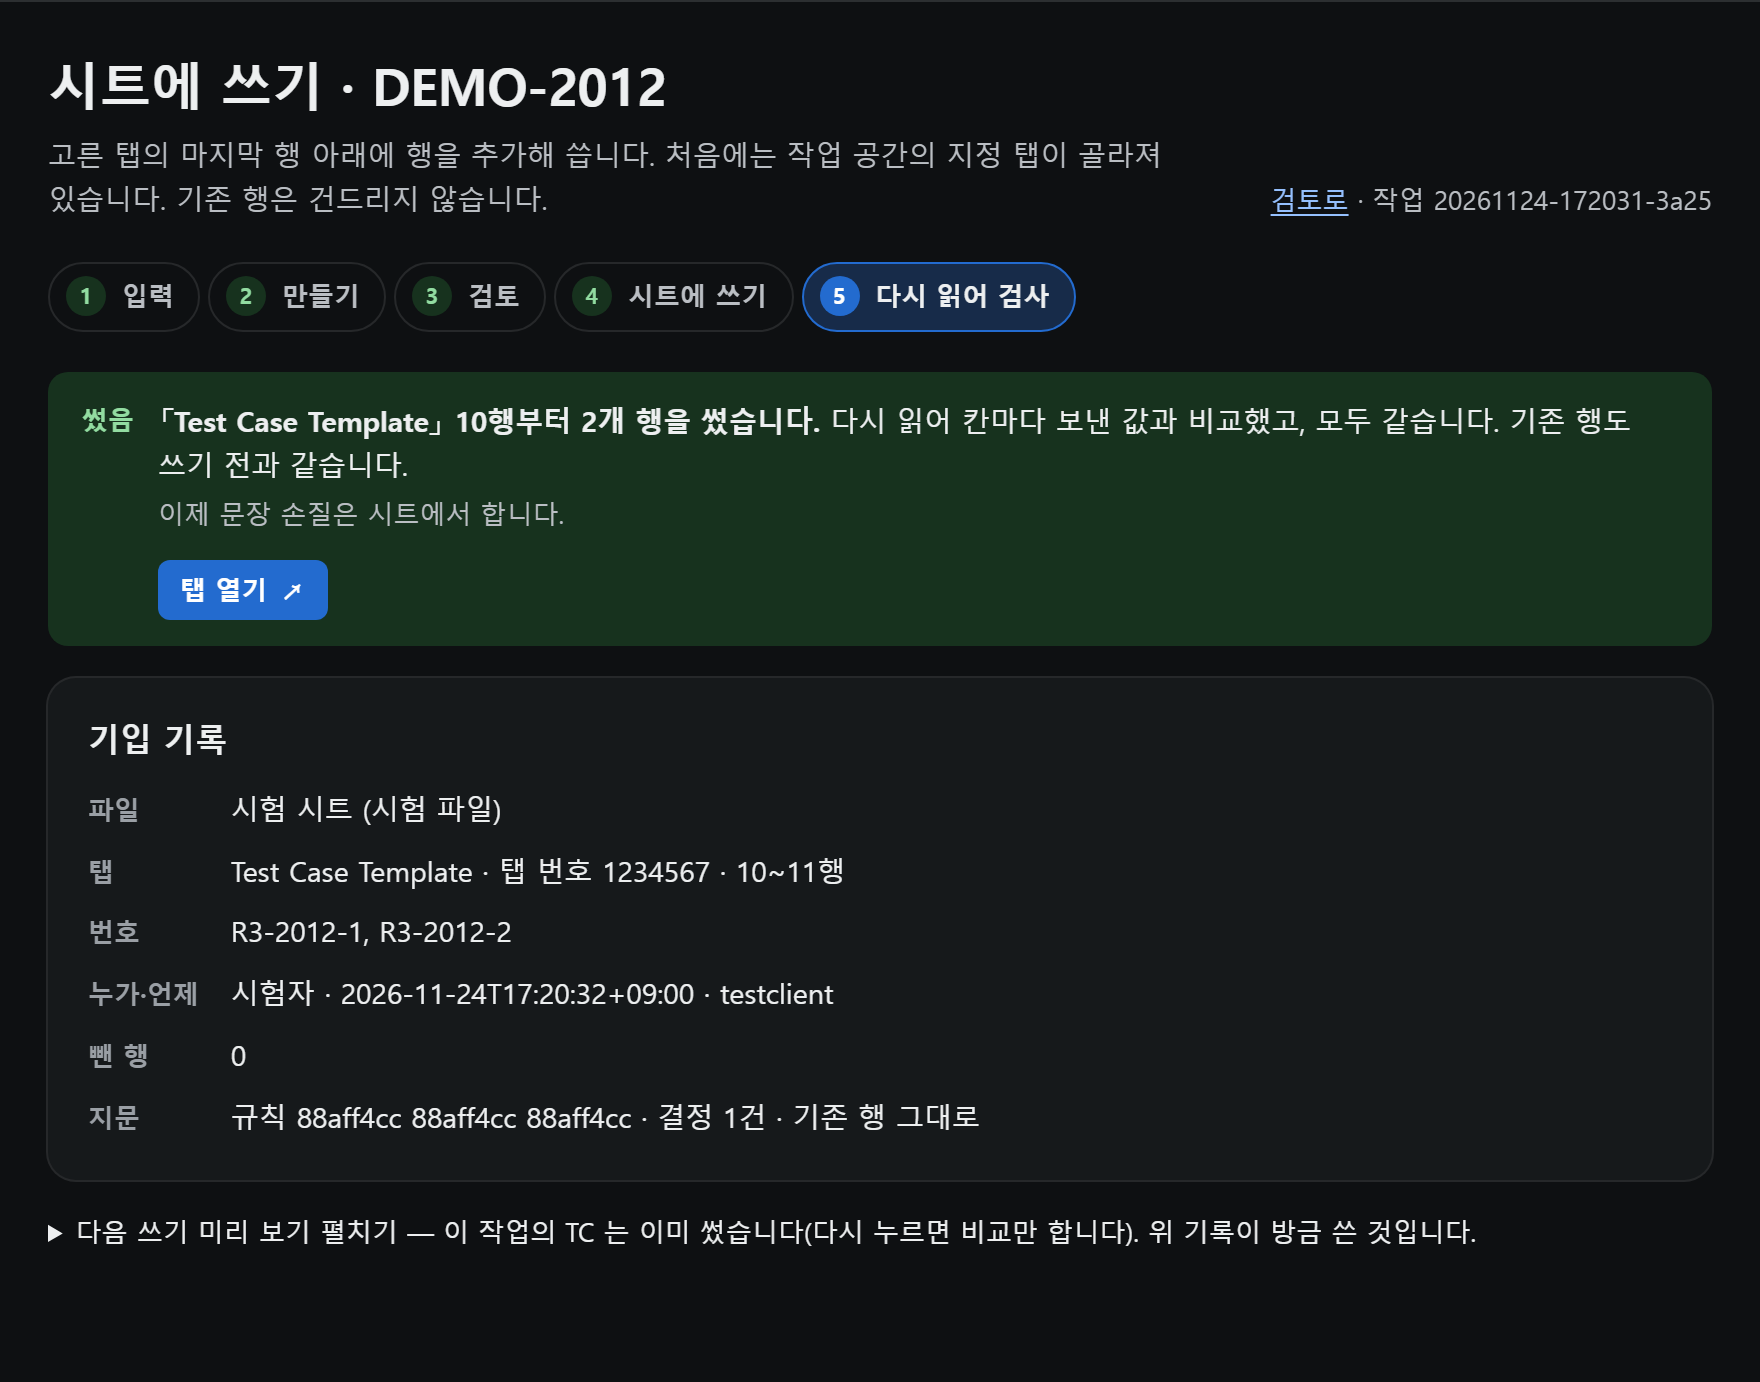 시트에 쓰기 · DEMO-2012
고른 탭의 마지막 행 아래에 행을 추가해 씁니다. 처음에는 작업 공간의 지정 탭이 골라져
있습니다. 기존 행은 건드리지 않습니다.
검토로 · 작업 20261124-172031-3a25
1 입력
2 만들기
3 검토
4 시트에 쓰기
5 다시 읽어 검사
썼음 「Test Case Template」 10행부터 2개 행을 썼습니다. 다시 읽어 칸마다 보낸 값과 비교했고, 모두 같습니다. 기존 행도
쓰기 전과 같습니다.
이제 문장 손질은 시트에서 합니다.
탭 열기 ↗
기입 기록
파일 시험 시트 (시험 파일)
탭 Test Case Template · 탭 번호 1234567 · 10~11행
번호 R3-2012-1, R3-2012-2
누가·언제 시험자 · 2026-11-24T17:20:32+09:00 · testclient
뺀 행 0
지문 규칙 88aff4cc 88aff4cc 88aff4cc · 결정 1건 · 기존 행 그대로
▶ 다음 쓰기 미리 보기 펼치기 — 이 작업의 TC 는 이미 썼습니다(다시 누르면 비교만 합니다). 위 기록이 방금 쓴 것입니다.